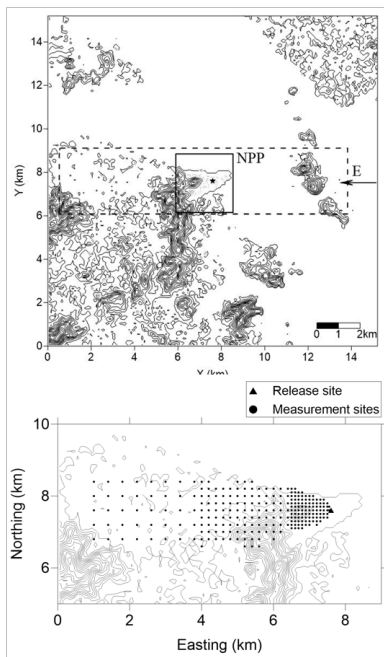 14
12
10
8
6
4
2
0
Y (km)
NPP
E
0 2 4 6 8 10 12 14
0 1 2km
X (km)
Release site
Measurement sites
10
8
6
Northing (km)
0 2 4 6 8
Easting (km)